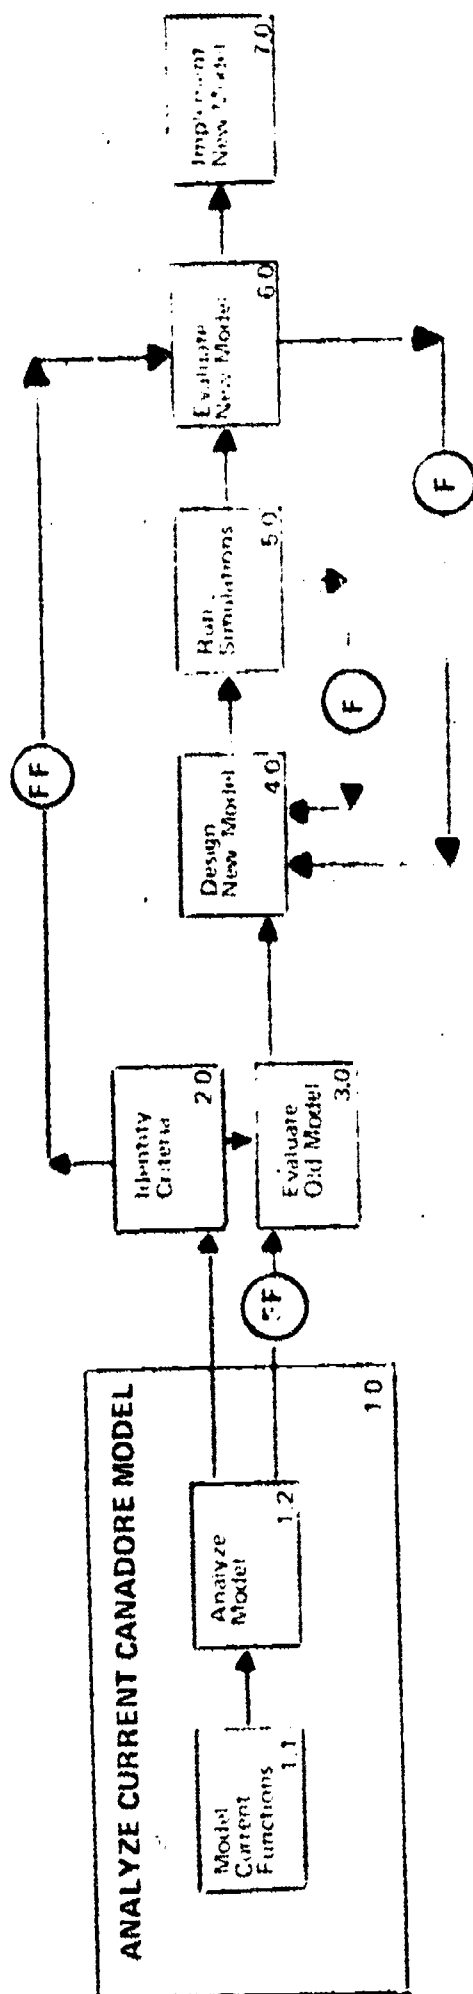 ANALYZE CURRENT CANADORE MODEL
Model
Current
Functions
1.1
Analyze
Model
1.2
1.0
FF
Identity
Criteria
2.0
Evaluate
Old Model
3.0
FF
Design
New Model
4.0
F
Run
Simulations
5.0
Evaluate
New Model
6.0
F
Implement
New Model
7.0